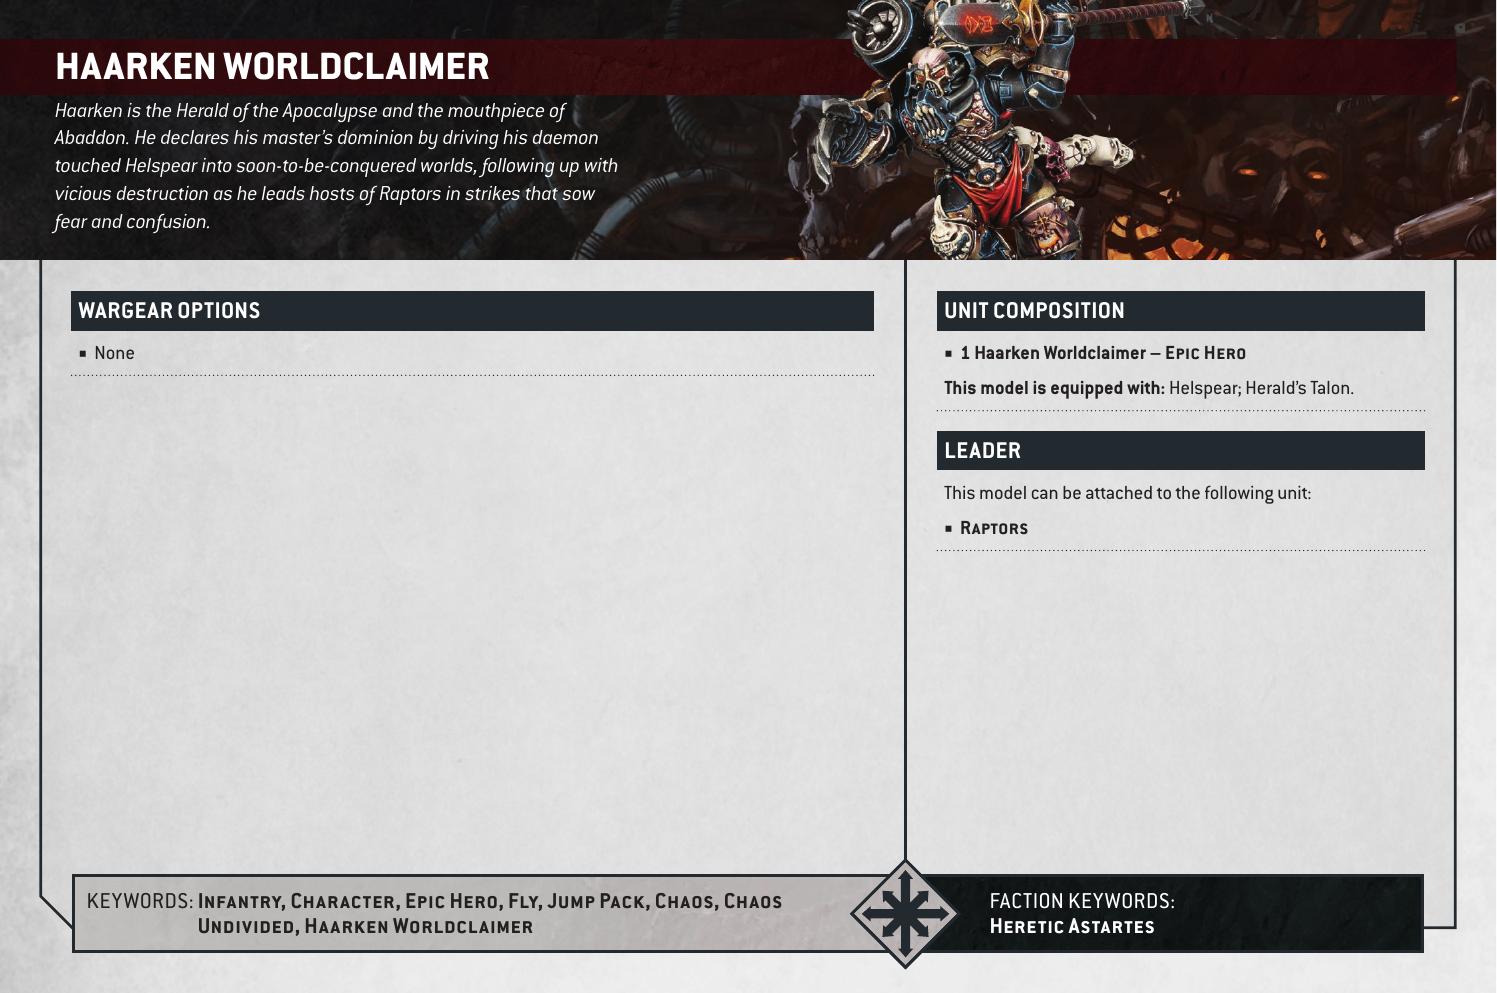 HAARKEN WORLDCLAIMER
Haarken is the Herald of the Apocalypse and the mouthpiece of
Abaddon. He declares his master's dominion by driving his daemon
touched Helspear into soon-to-be-conquered worlds, following up with
vicious destruction as he leads hosts of Raptors in strikes that sow
fear and confusion.
WARGEAR OPTIONS
▪ None
UNIT COMPOSITION
▪ 1 Haarken Worldclaimer – Epic Hero
This model is equipped with: Helspear; Herald's Talon.
LEADER
This model can be attached to the following unit:
▪ Raptors
KEYWORDS: Infantry, Character, Epic Hero, Fly, Jump Pack, Chaos, Chaos
Undivided, Haarken Worldclaimer
FACTION KEYWORDS:
Heretic Astartes